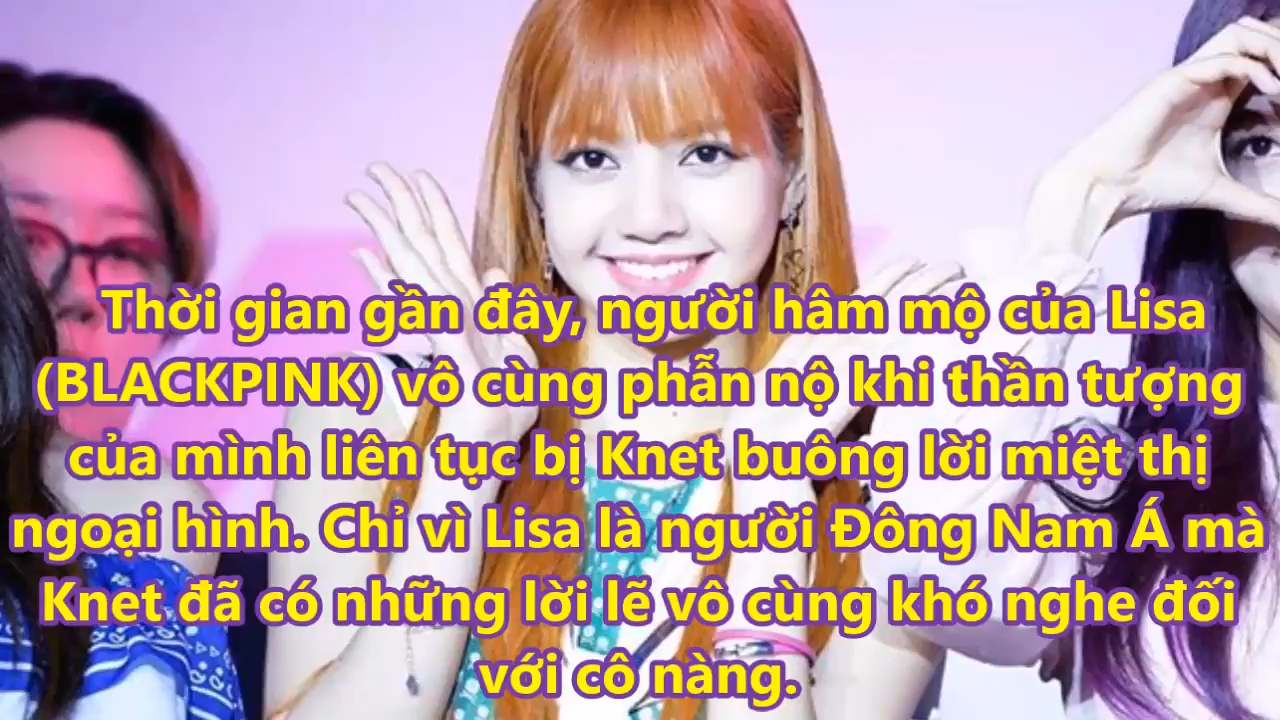 Thời gian gần đây, người hâm mộ của Lisa
(BLACKPINK) vô cùng phẫn nộ khi thần tượng
của mình liên tục bị Knet buông lời miệt thị
ngoại hình. Chỉ vì Lisa là người Đông Nam Á mà
Knet đã có những lời lẽ vô cùng khó nghe đối
với cô nàng.